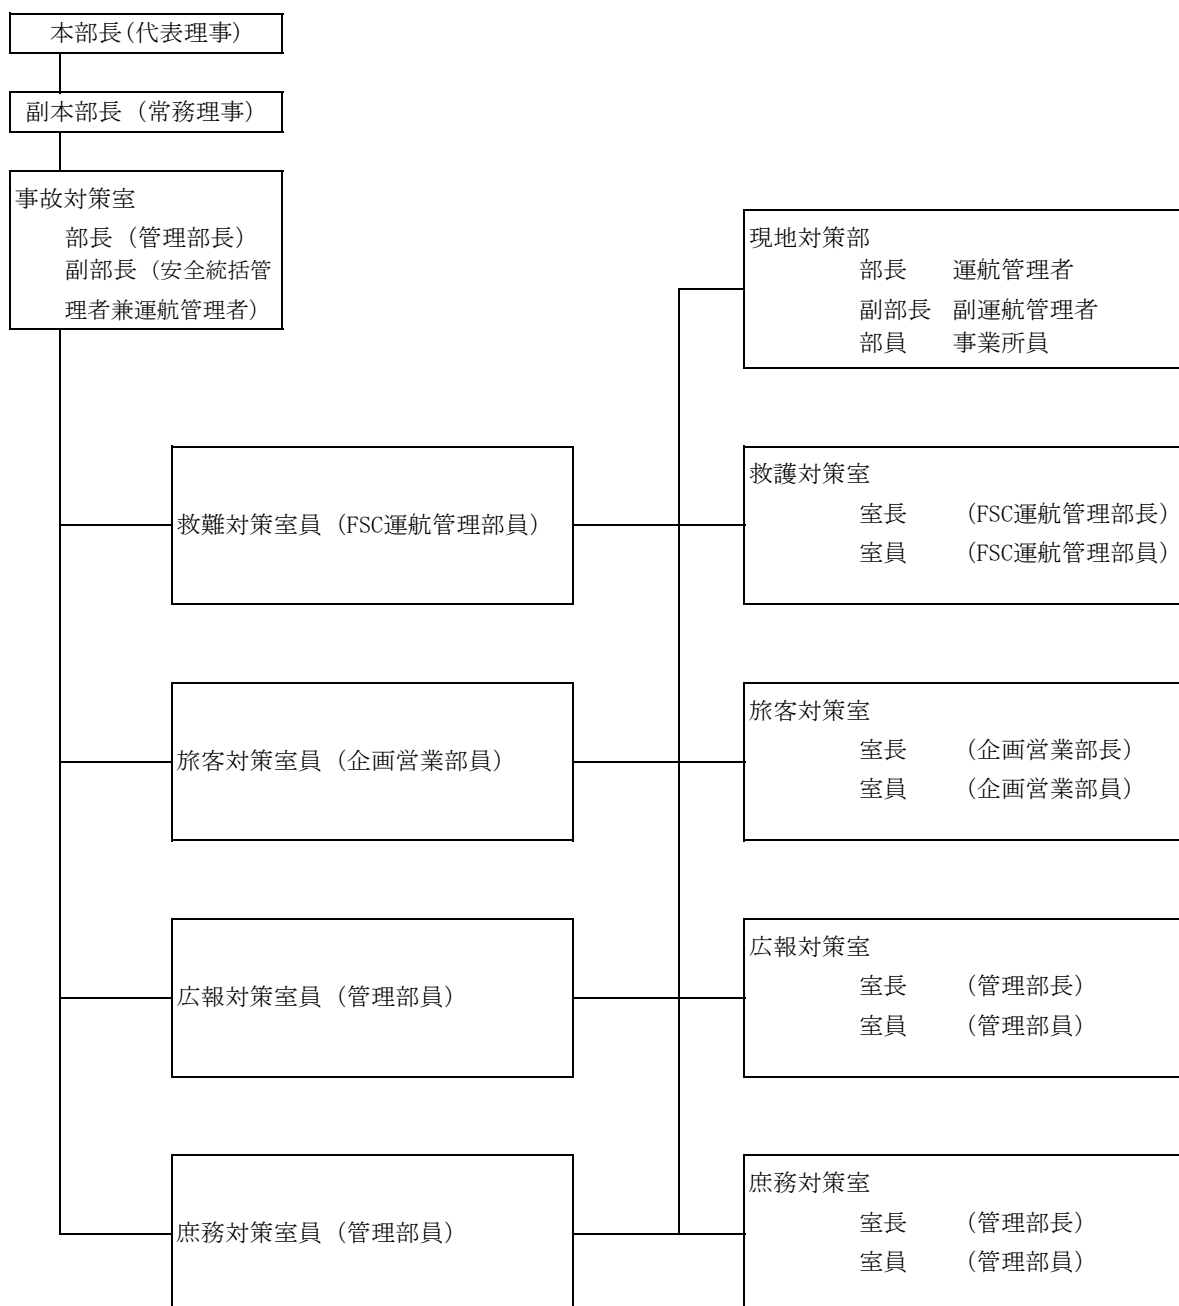 本部長(代表理事)
副本部長（常務理事）
事故対策室
部長（管理部長）
副部長（安全統括管
理者兼運航管理者）
現地対策部
部長　運航管理者
副部長　副運航管理者
部員　事業所員
救難対策室員（FSC運航管理部員）
救護対策室
室長　（FSC運航管理部長）
室員　（FSC運航管理部員）
旅客対策室員（企画営業部員）
旅客対策室
室長　（企画営業部長）
室員　（企画営業部員）
広報対策室員（管理部員）
広報対策室
室長　（管理部長）
室員　（管理部員）
庶務対策室員（管理部員）
庶務対策室
室長　（管理部長）
室員　（管理部員）